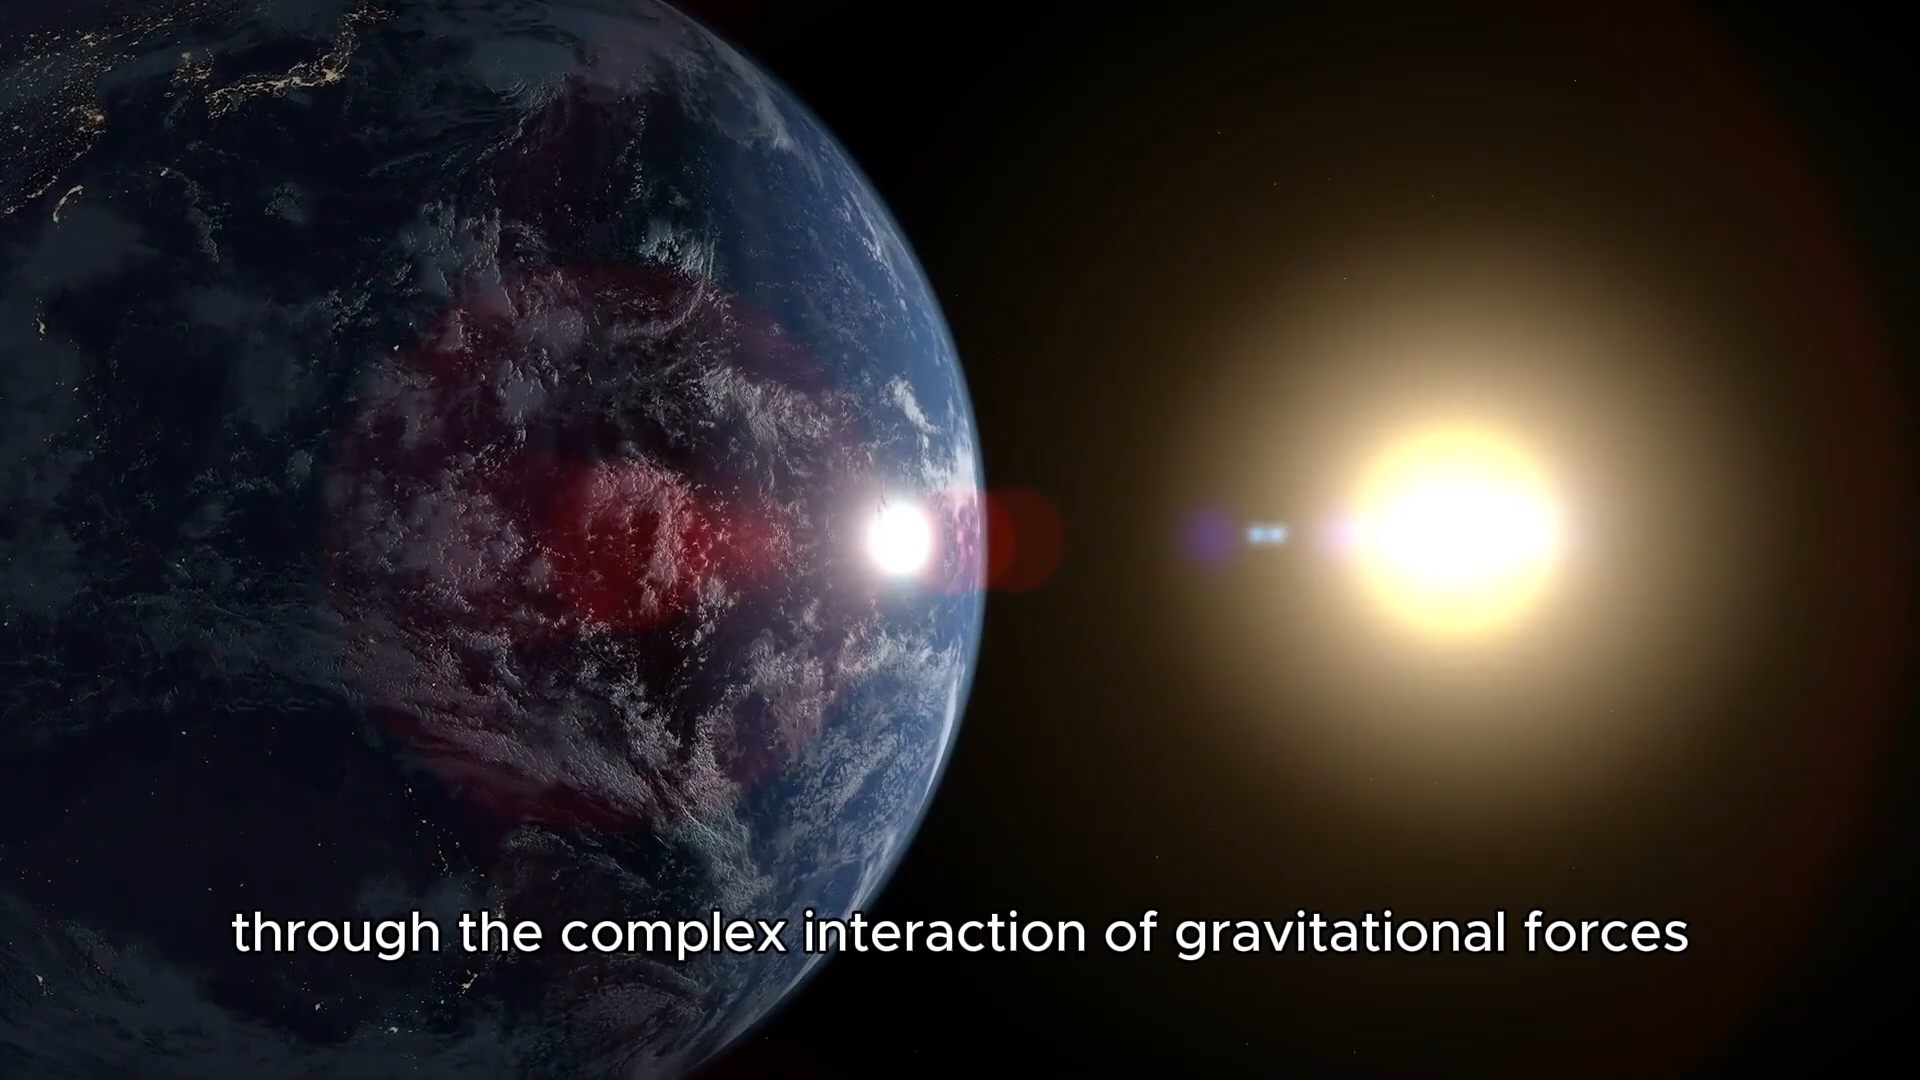 through the complex interaction of gravitational forces